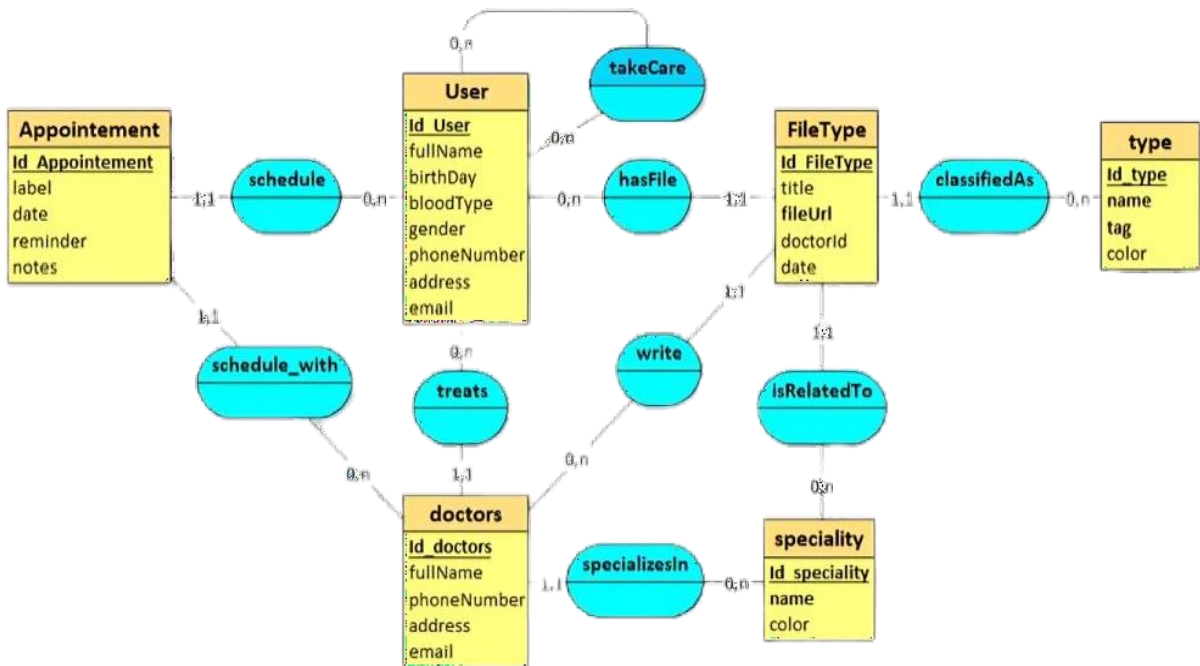 0,n
takeCare
User
Id_User
fullName
birthDay
bloodType
gender
phoneNumber
address
email
0,n
Appointement
Id_Appointement
label
date
reminder
notes
1,1
schedule
0,n
0,n
hasFile
1,1
FileType
Id_FileType
title
fileUrl
doctorId
date
1,1
classifiedAs
0,n
type
Id_type
name
tag
color
1,1
schedule_with
0,n
0,n
treats
1,1
1,1
write
0,n
1,1
isRelatedTo
0,n
doctors
Id_doctors
fullName
phoneNumber
address
email
1,1
specializesIn
0,n
speciality
Id_speciality
name
color